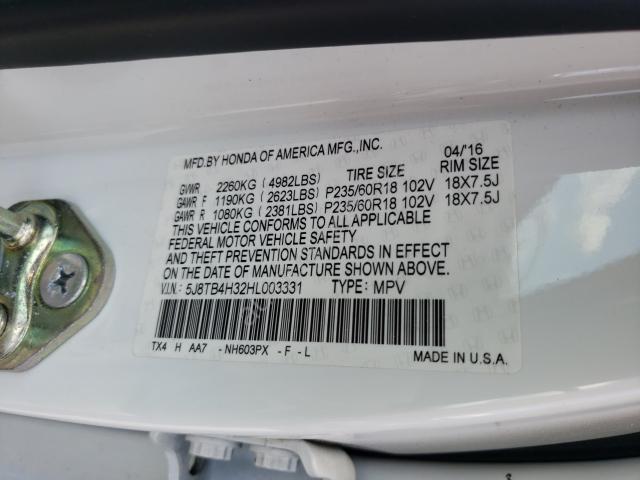 MFD.BY HONDA OF AMERICA MFG.,INC. 04/'16
GVWR 2260KG ( 4982LBS) TIRE SIZE RIM SIZE
GAWR F 1190KG ( 2623LBS) P235/60R18 102V 18X7.5J
GAWR R 1080KG ( 2381LBS) P235/60R18 102V 18X7.5J
THIS VEHICLE CONFORMS TO ALL APPLICABLE
FEDERAL MOTOR VEHICLE SAFETY
AND THEFT PREVENTION STANDARDS IN EFFECT
ON THE DATE OF MANUFACTURE SHOWN ABOVE.
V.I.N.: 5J8TB4H32HL003331 TYPE: MPV
TX4 H AA7 - NH603PX - F - L MADE IN U.S.A.